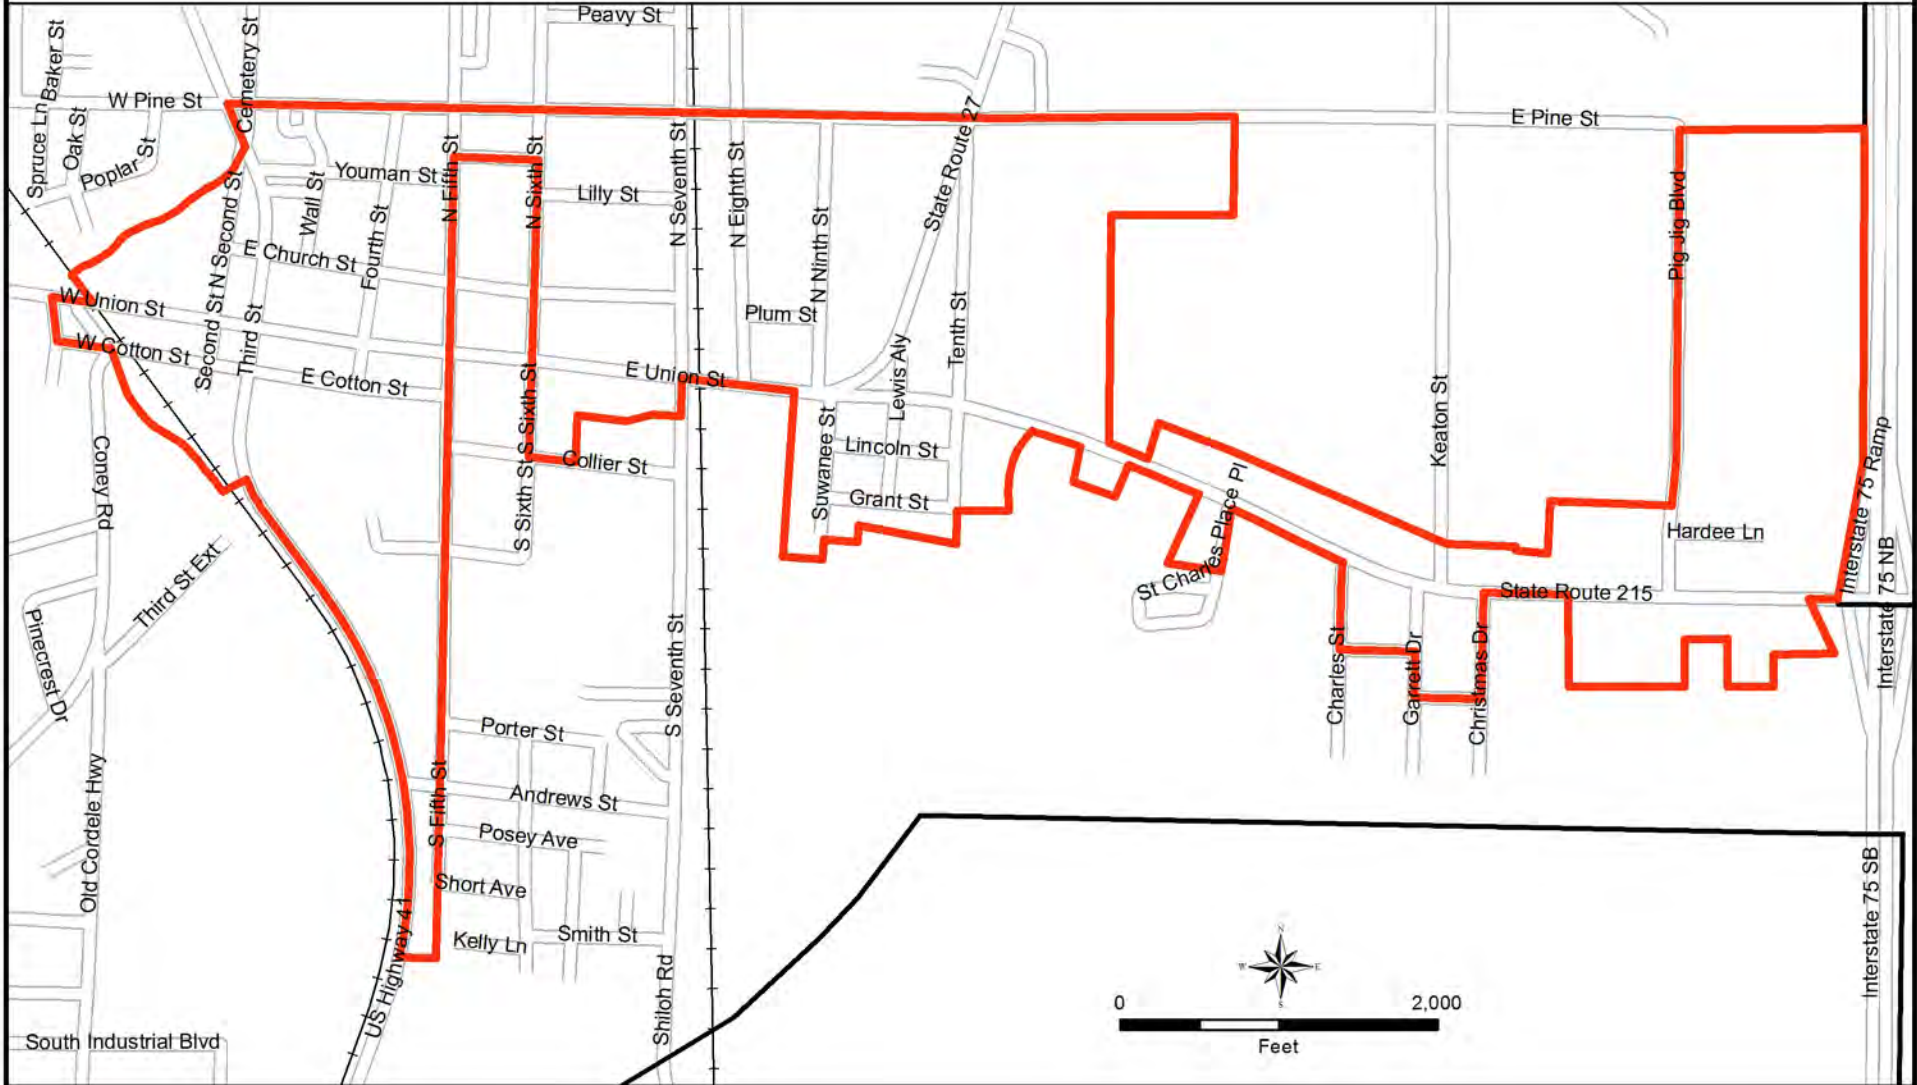 Peavy St
Baker St
Cemetery St
W Pine St
Spruce Ln
Oak St
Poplar St
E Pine St
State Route 27
Youman St
N Fifth St
N Sixth St
Lilly St
N Seventh St
N Eighth St
N Ninth St
Wall St
Fourth St
N Second St
E Church St
Pig Jig Blvd
W Union St
Second St
Third St
Plum St
Tenth St
Lewis Aly
W Cotton St
E Cotton St
E Union St
S Sixth St
Keaton St
Coney Rd
Collier St
Suwanee St
Lincoln St
Grant St
S Sixth St
St Charles Place Pl
Interstate 75 Ramp
Hardee Ln
Third St Ext
State Route 215
Interstate 75 NB
Pinecrest Dr
S Seventh St
Charles St
Garrett Dr
Christmas Dr
Porter St
Andrews St
S Fifth St
Posey Ave
Old Cordele Hwy
Short Ave
Interstate 75 SB
US Highway 41
Kelly Ln
Smith St
Shiloh Rd
N
W E
S
0 2,000
Feet
South Industrial Blvd